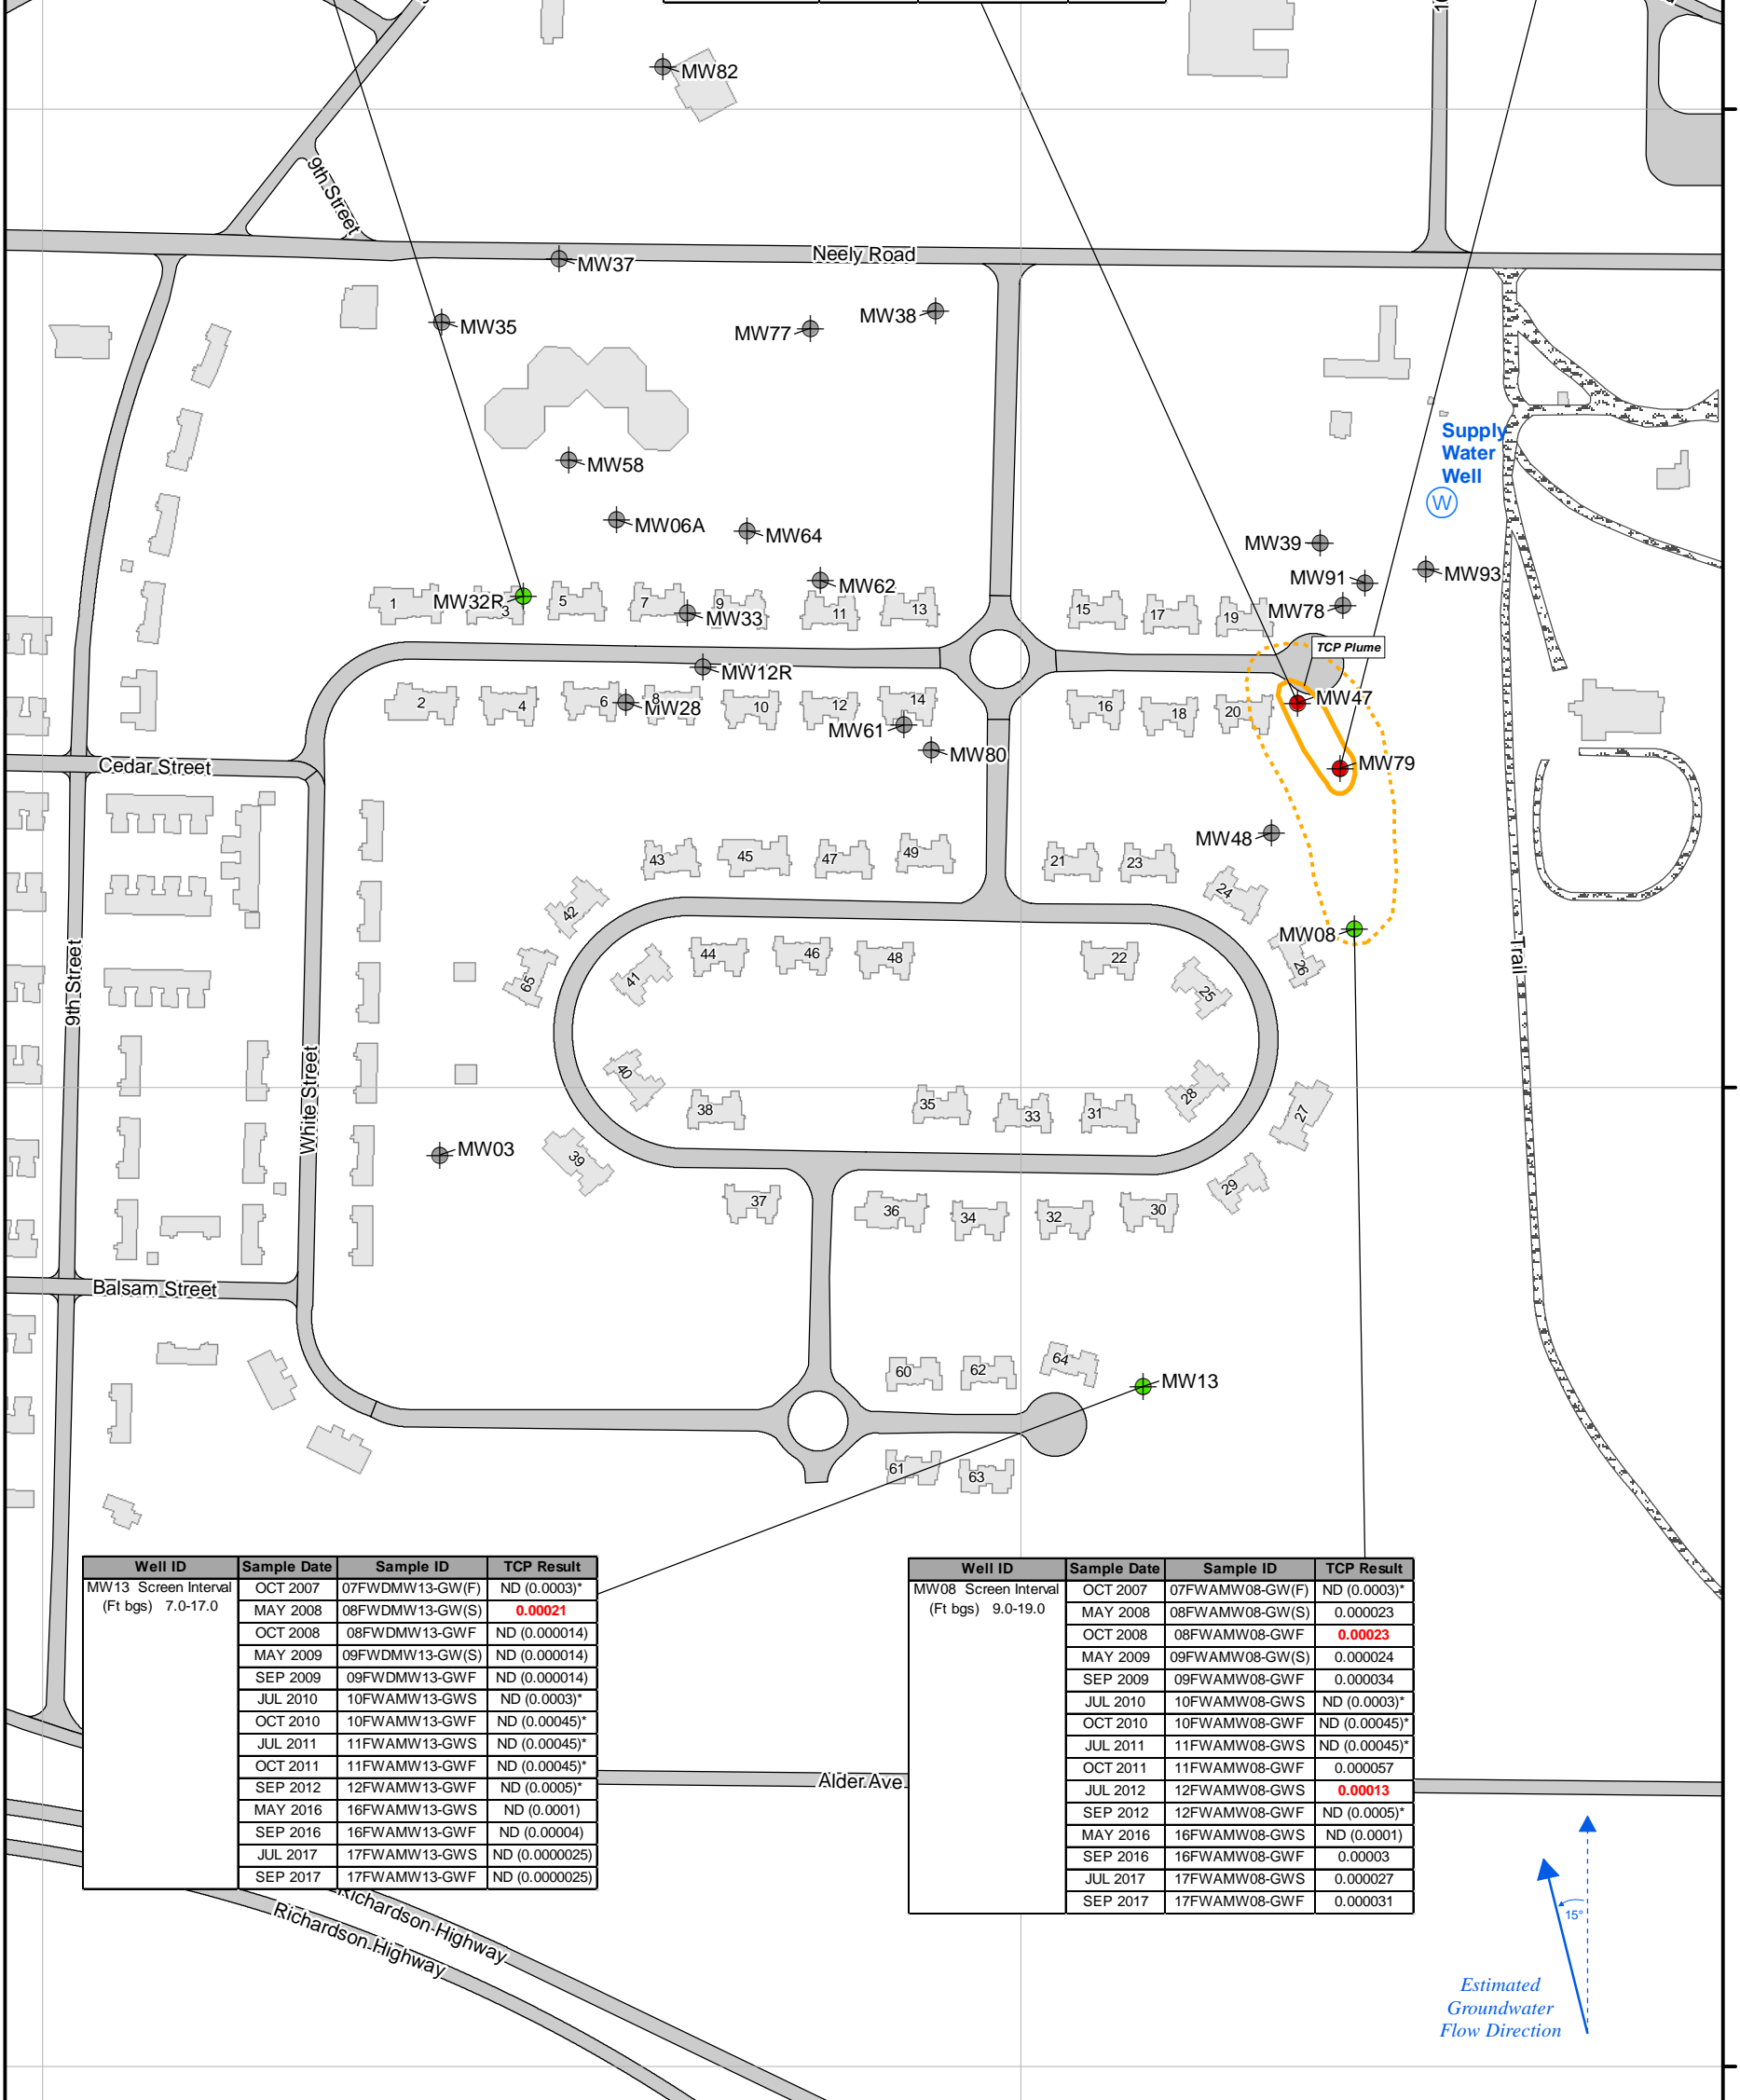 10
MW82
9th Street
Neely Road
MW37
MW35
MW77
MW38
Supply
Water
Well
W
MW58
MW06A
MW64
MW39
MW91
MW93
MW62
MW78
1
MW32R
3
5
7
MW33
9
11
13
15
17
19
TCP Plume
MW12R
2
4
6
MW28
8
10
12
14
MW61
16
18
20
MW47
MW80
MW79
Cedar Street
MW48
43
45
47
49
21
23
24
42
MW08
9th Street
65
41
44
46
48
22
25
26
Trail
White Street
40
38
35
33
31
28
27
MW03
39
37
36
34
32
30
29
Balsam Street
60
62
64
MW13
61
63
Well ID Sample Date Sample ID TCP Result
MW13 Screen Interval OCT 2007 07FWDMW13-GW(F) ND (0.0003)*
(Ft bgs) 7.0-17.0 MAY 2008 08FWDMW13-GW(S) 0.00021
OCT 2008 08FWDMW13-GWF ND (0.000014)
MAY 2009 09FWDMW13-GW(S) ND (0.000014)
SEP 2009 09FWDMW13-GWF ND (0.000014)
JUL 2010 10FWAMW13-GWS ND (0.0003)*
OCT 2010 10FWAMW13-GWF ND (0.00045)*
JUL 2011 11FWAMW13-GWS ND (0.00045)*
OCT 2011 11FWAMW13-GWF ND (0.00045)*
SEP 2012 12FWAMW13-GWF ND (0.0005)*
MAY 2016 16FWAMW13-GWS ND (0.0001)
SEP 2016 16FWAMW13-GWF ND (0.00004)
JUL 2017 17FWAMW13-GWS ND (0.0000025)
SEP 2017 17FWAMW13-GWF ND (0.0000025)
Well ID Sample Date Sample ID TCP Result
MW08 Screen Interval OCT 2007 07FWAMW08-GW(F) ND (0.0003)*
(Ft bgs) 9.0-19.0 MAY 2008 08FWAMW08-GW(S) 0.000023
OCT 2008 08FWAMW08-GWF 0.00023
MAY 2009 09FWAMW08-GW(S) 0.000024
SEP 2009 09FWAMW08-GWF 0.000034
JUL 2010 10FWAMW08-GWS ND (0.0003)*
OCT 2010 10FWAMW08-GWF ND (0.00045)*
JUL 2011 11FWAMW08-GWS ND (0.00045)*
OCT 2011 11FWAMW08-GWF 0.000057
JUL 2012 12FWAMW08-GWS 0.00013
SEP 2012 12FWAMW08-GWF ND (0.0005)*
MAY 2016 16FWAMW08-GWS ND (0.0001)
SEP 2016 16FWAMW08-GWF 0.00003
JUL 2017 17FWAMW08-GWS 0.000027
SEP 2017 17FWAMW08-GWF 0.000031
Alder Ave
Richardson Highway
Richardson Highway
15°
Estimated
Groundwater
Flow Direction